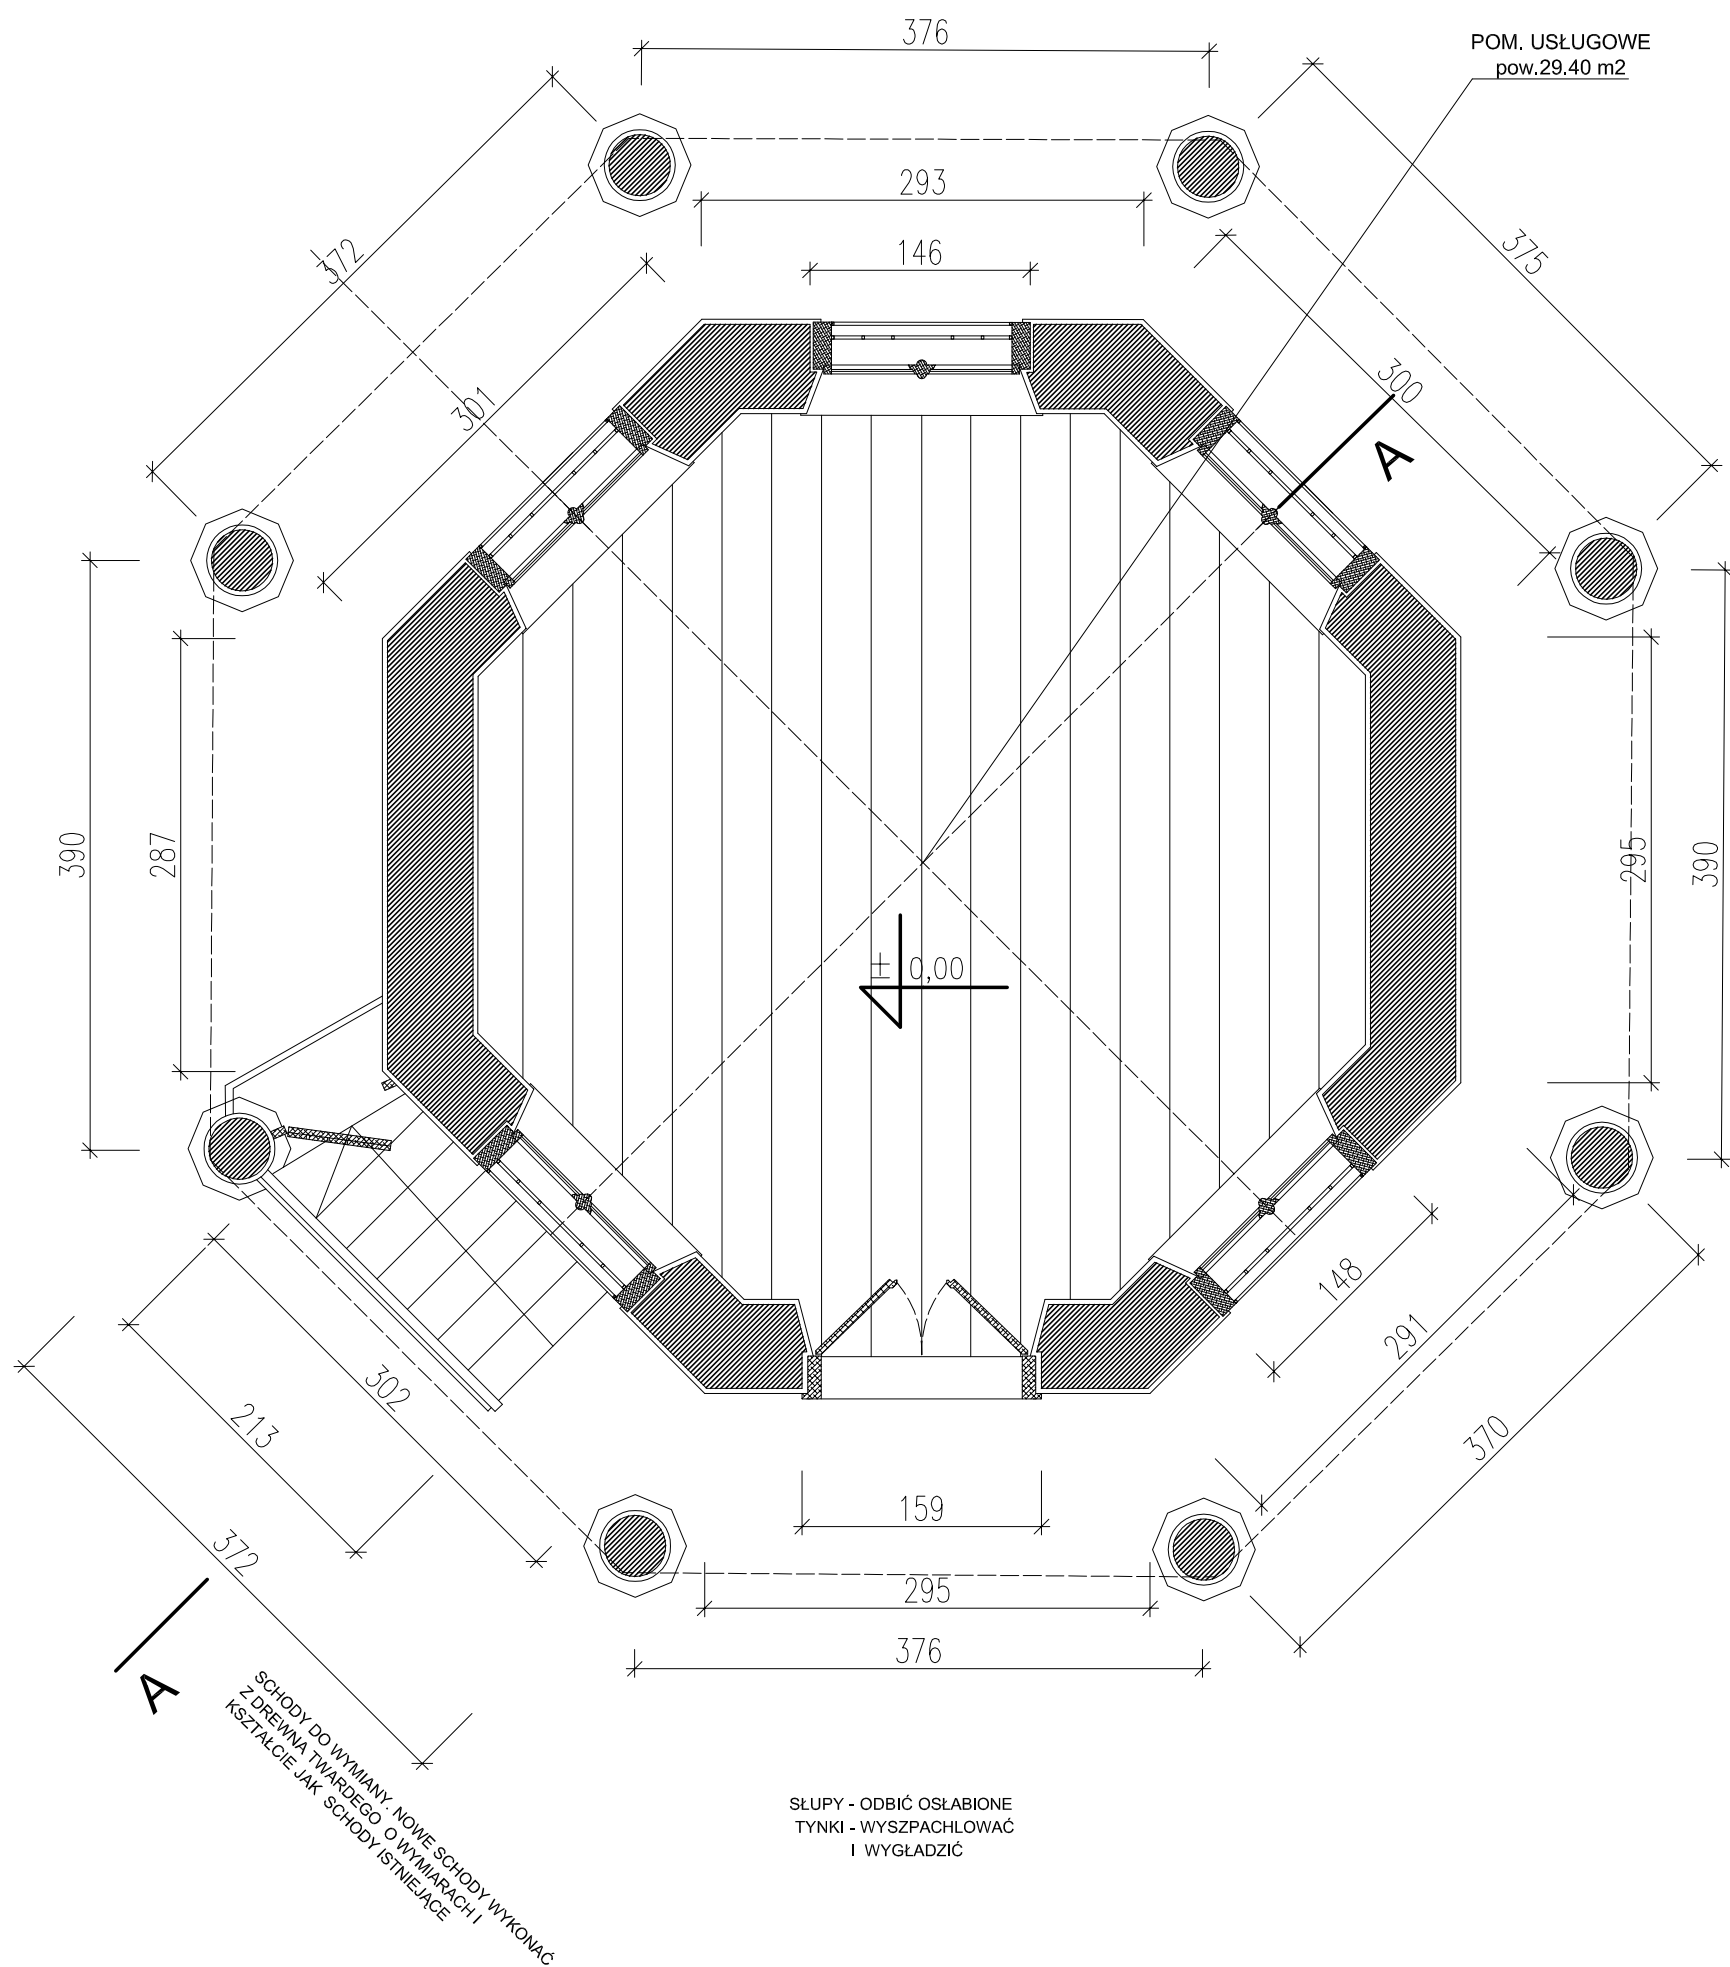 376
POM. USŁUGOWE
pow.29.40 m2
293
372
375
146
301
300
390
287
295
390
± 0,00
148
291
302
213
370
159
372
295
376
A
A
SCHODY DO WYMIANY. NOWE SCHODY WYKONAĆ
Z DREWNA TWARDEGO O WYMIARACH I
KSZTAŁCIE JAK SCHODY ISTNIEJĄCE
SŁUPY - ODBIĆ OSŁABIONE
TYNKI - WYSZPACHLOWAĆ
I WYGŁADZIĆ